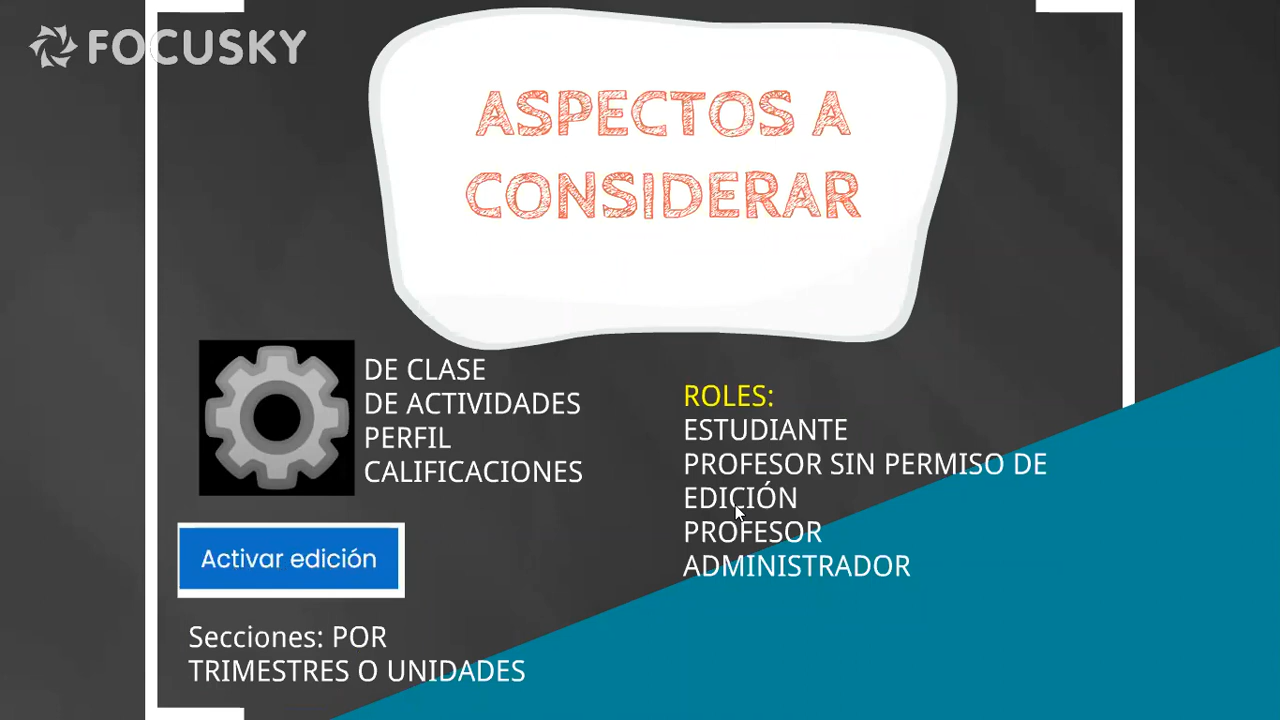 FOCUSKY
ASPECTOS A
CONSIDERAR
DE CLASE
DE ACTIVIDADES
PERFIL
CALIFICACIONES
ROLES:
ESTUDIANTE
PROFESOR SIN PERMISO DE
EDICIÓN
PROFESOR
ADMINISTRADOR
Activar edición
Secciones: POR
TRIMESTRES O UNIDADES